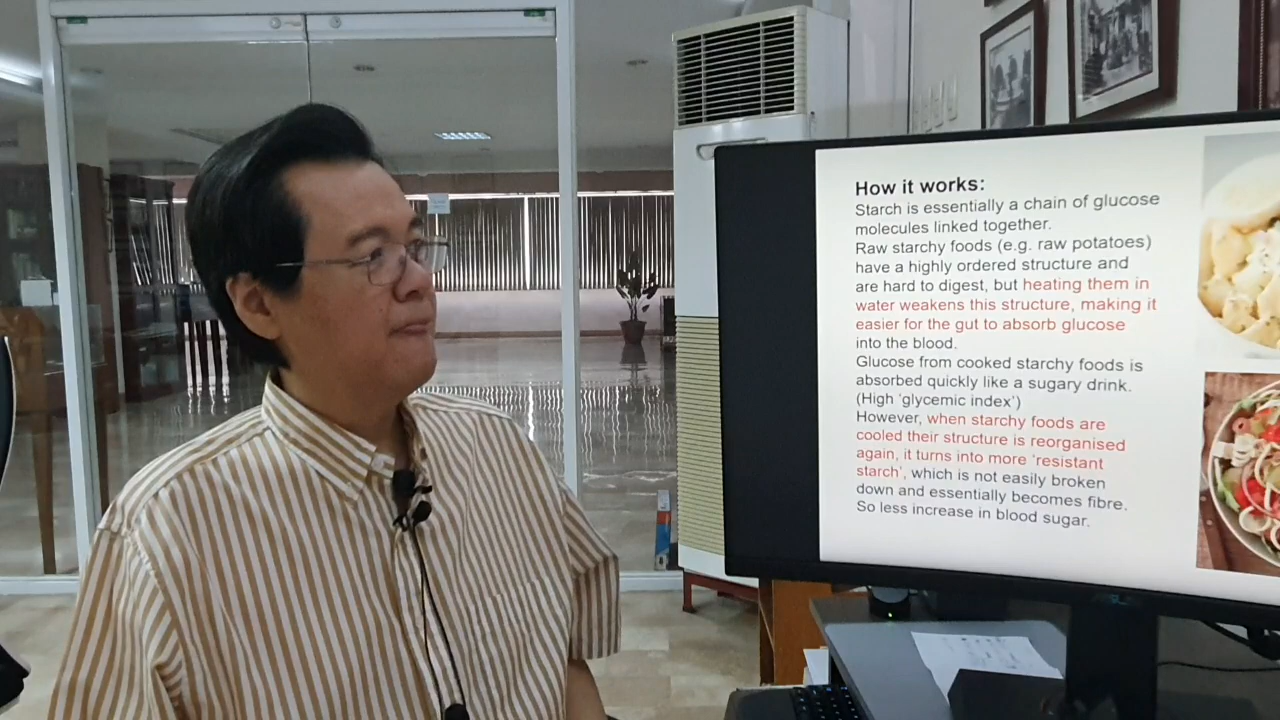 How it works:
Starch is essentially a chain of glucose
molecules linked together.
Raw starchy foods (e.g. raw potatoes)
have a highly ordered structure and
are hard to digest, but heating them in
water weakens this structure, making it
easier for the gut to absorb glucose
into the blood.
Glucose from cooked starchy foods is
absorbed quickly like a sugary drink.
(High ‘glycemic index’)
However, when starchy foods are
cooled their structure is reorganised
again, it turns into more ‘resistant
starch’, which is not easily broken
down and essentially becomes fibre.
So less increase in blood sugar.